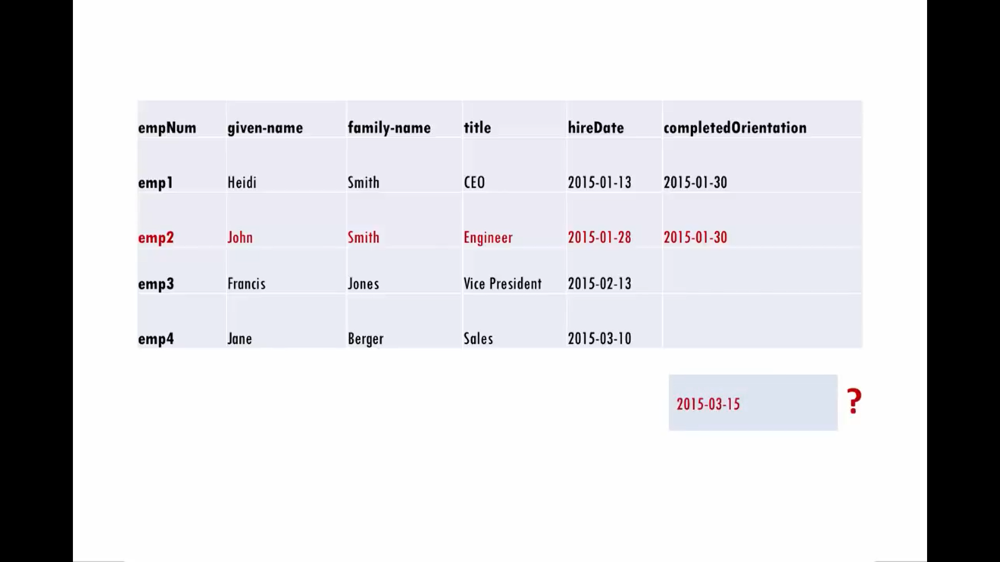 empNum given-name family-name title hireDate completedOrientation
emp1 Heidi Smith CEO 2015-01-13 2015-01-30
emp2 John Smith Engineer 2015-01-28 2015-01-30
emp3 Francis Jones Vice President 2015-02-13
emp4 Jane Berger Sales 2015-03-10
2015-03-15 ?